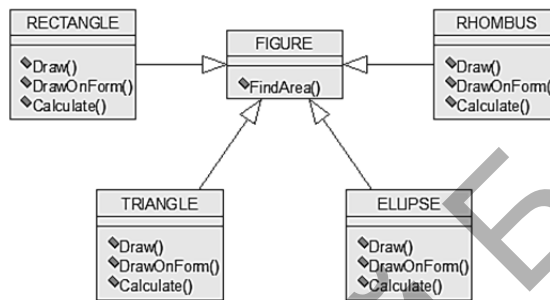 RECTANGLE
Draw()
DrawOnForm()
Calculate()
FIGURE
FindArea()
RHOMBUS
Draw()
DrawOnForm()
Calculate()
TRIANGLE
Draw()
DrawOnForm()
Calculate()
ELLIPSE
Draw()
DrawOnForm()
Calculate()
Б